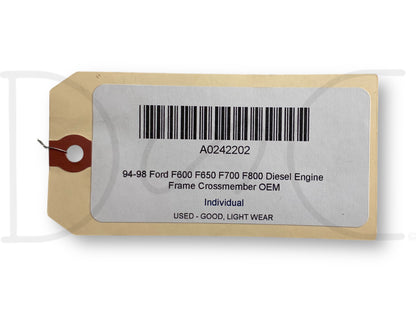 A0242202
94-98 Ford F600 F650 F700 F800 Diesel Engine
Frame Crossmember OEM
Individual
USED - GOOD, LIGHT WEAR